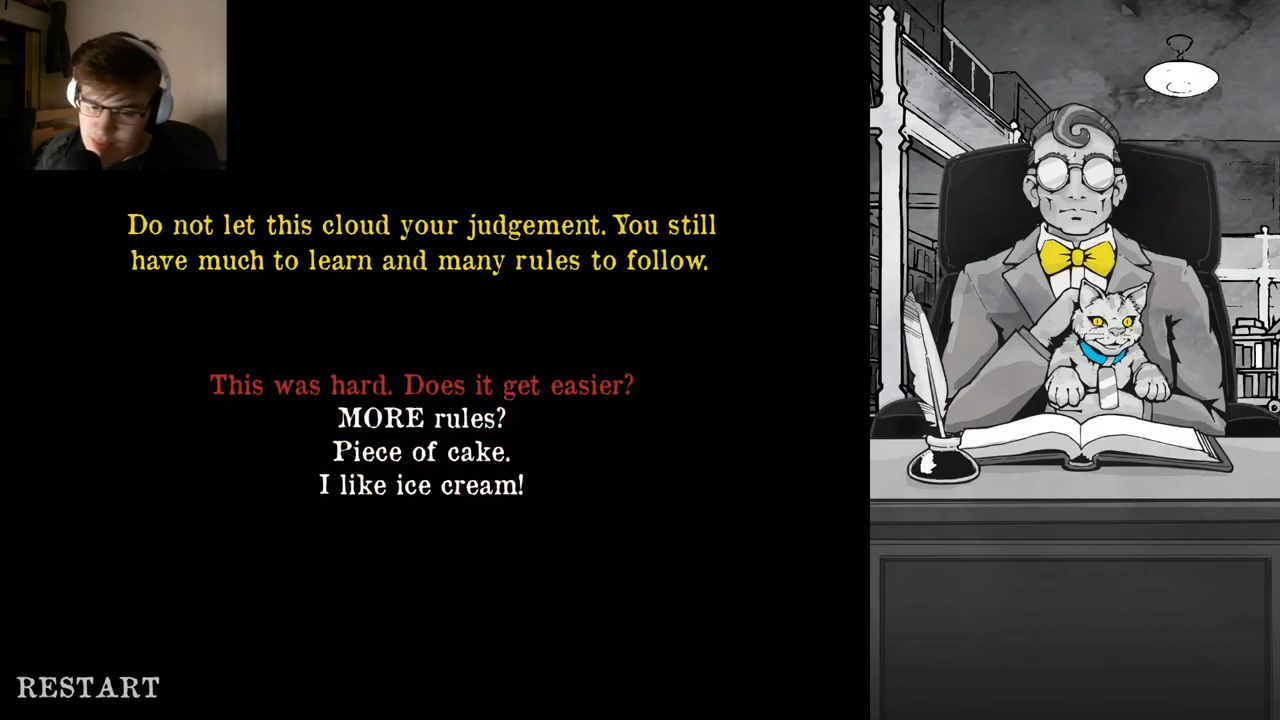 Do not let this cloud your judgement. You still
have much to learn and many rules to follow.
This was hard. Does it get easier?
MORE rules?
Piece of cake.
I like ice cream!
RESTART